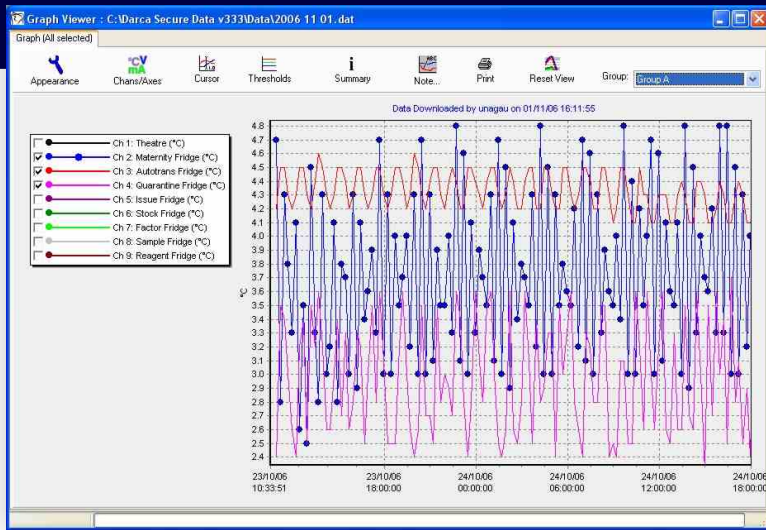 Graph Viewer : C:\Darca Secure Data v333\Data\2006 11 01.dat
Graph (All selected)
°C V mA
ABC
i
Appearance Chans/Axes Cursor Thresholds Summary Note... Print Reset View Group: Group A
Data Downloaded by unagau on 01/11/06 16:11:55
Ch 1: Theatre (°C)
Ch 2: Maternity Fridge (°C)
Ch 3: Autotrans Fridge (°C)
Ch 4: Quarantine Fridge (°C)
Ch 5: Issue Fridge (°C)
Ch 6: Stock Fridge (°C)
Ch 7: Factor Fridge (°C)
Ch 8: Sample Fridge (°C)
Ch 9: Reagent Fridge (°C)
°C
4.8
4.7
4.6
4.5
4.4
4.3
4.2
4.1
4.0
3.9
3.8
3.7
3.6
3.5
3.4
3.3
3.2
3.1
3.0
2.9
2.8
2.7
2.6
2.5
2.4
23/10/06 23/10/06 24/10/06 24/10/06 24/10/06 24/10/06
10:33:51 18:00:00 00:00:00 06:00:00 12:00:00 18:00:00